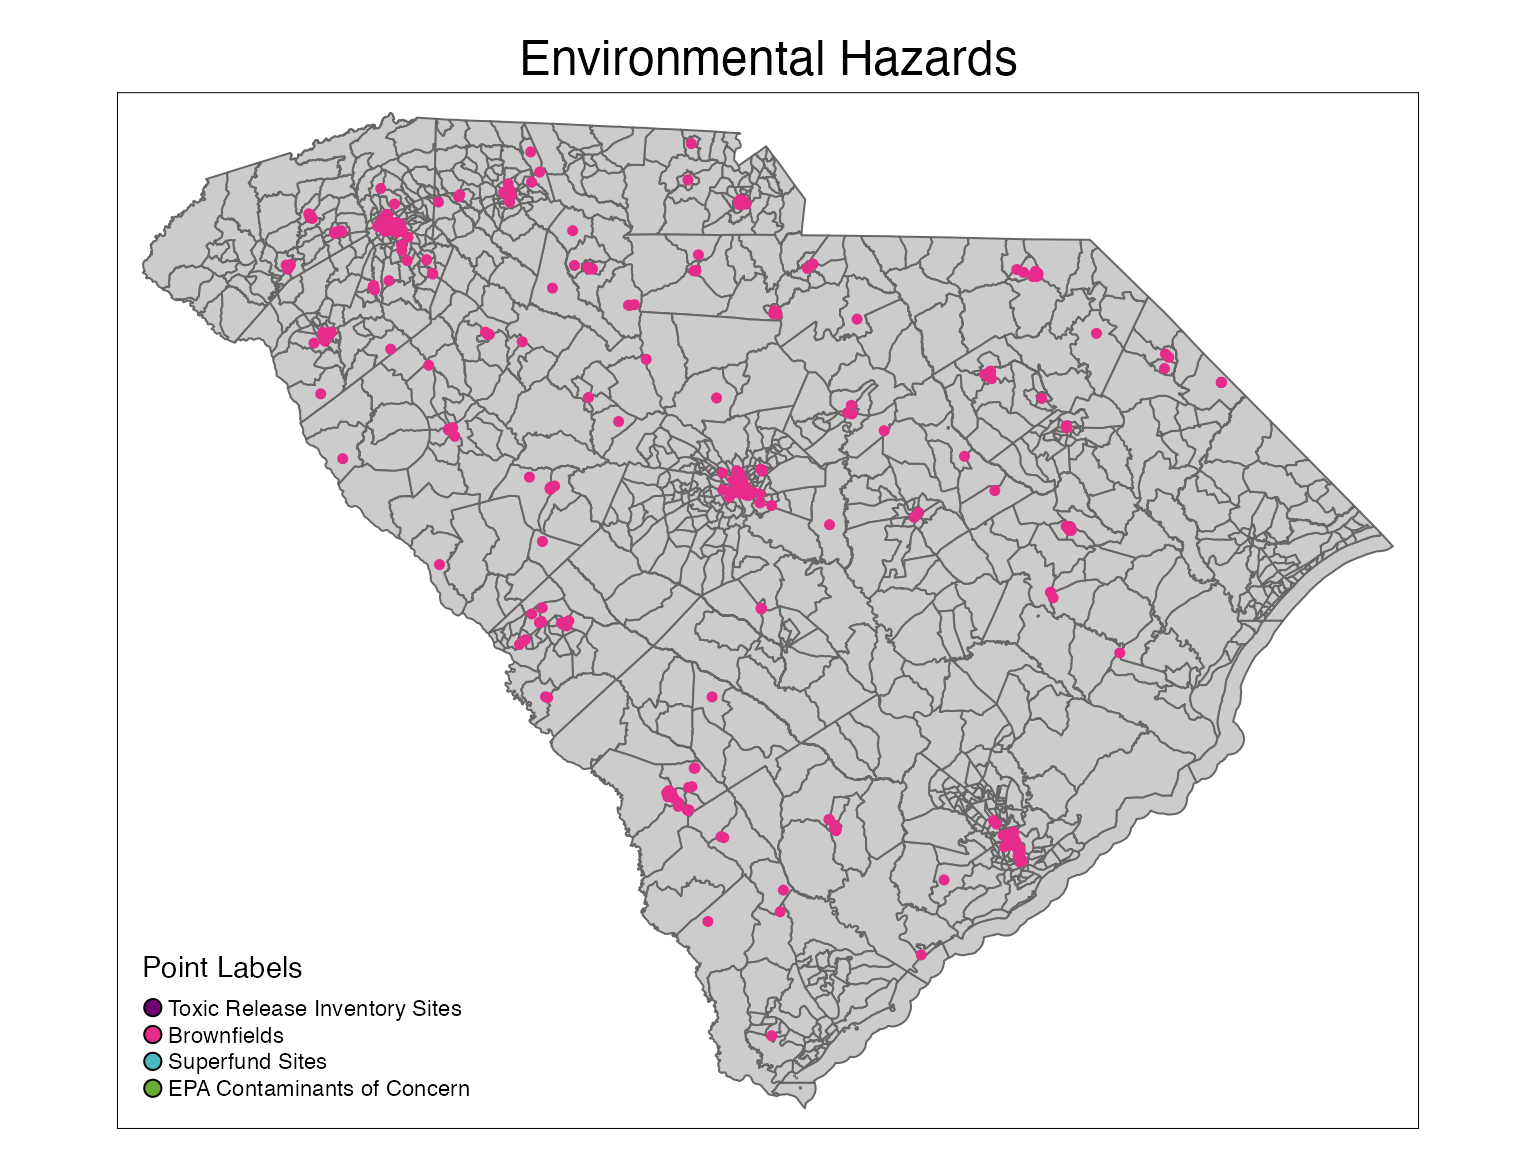 Environmental Hazards
Point Labels
Toxic Release Inventory Sites
Brownfields
Superfund Sites
EPA Contaminants of Concern